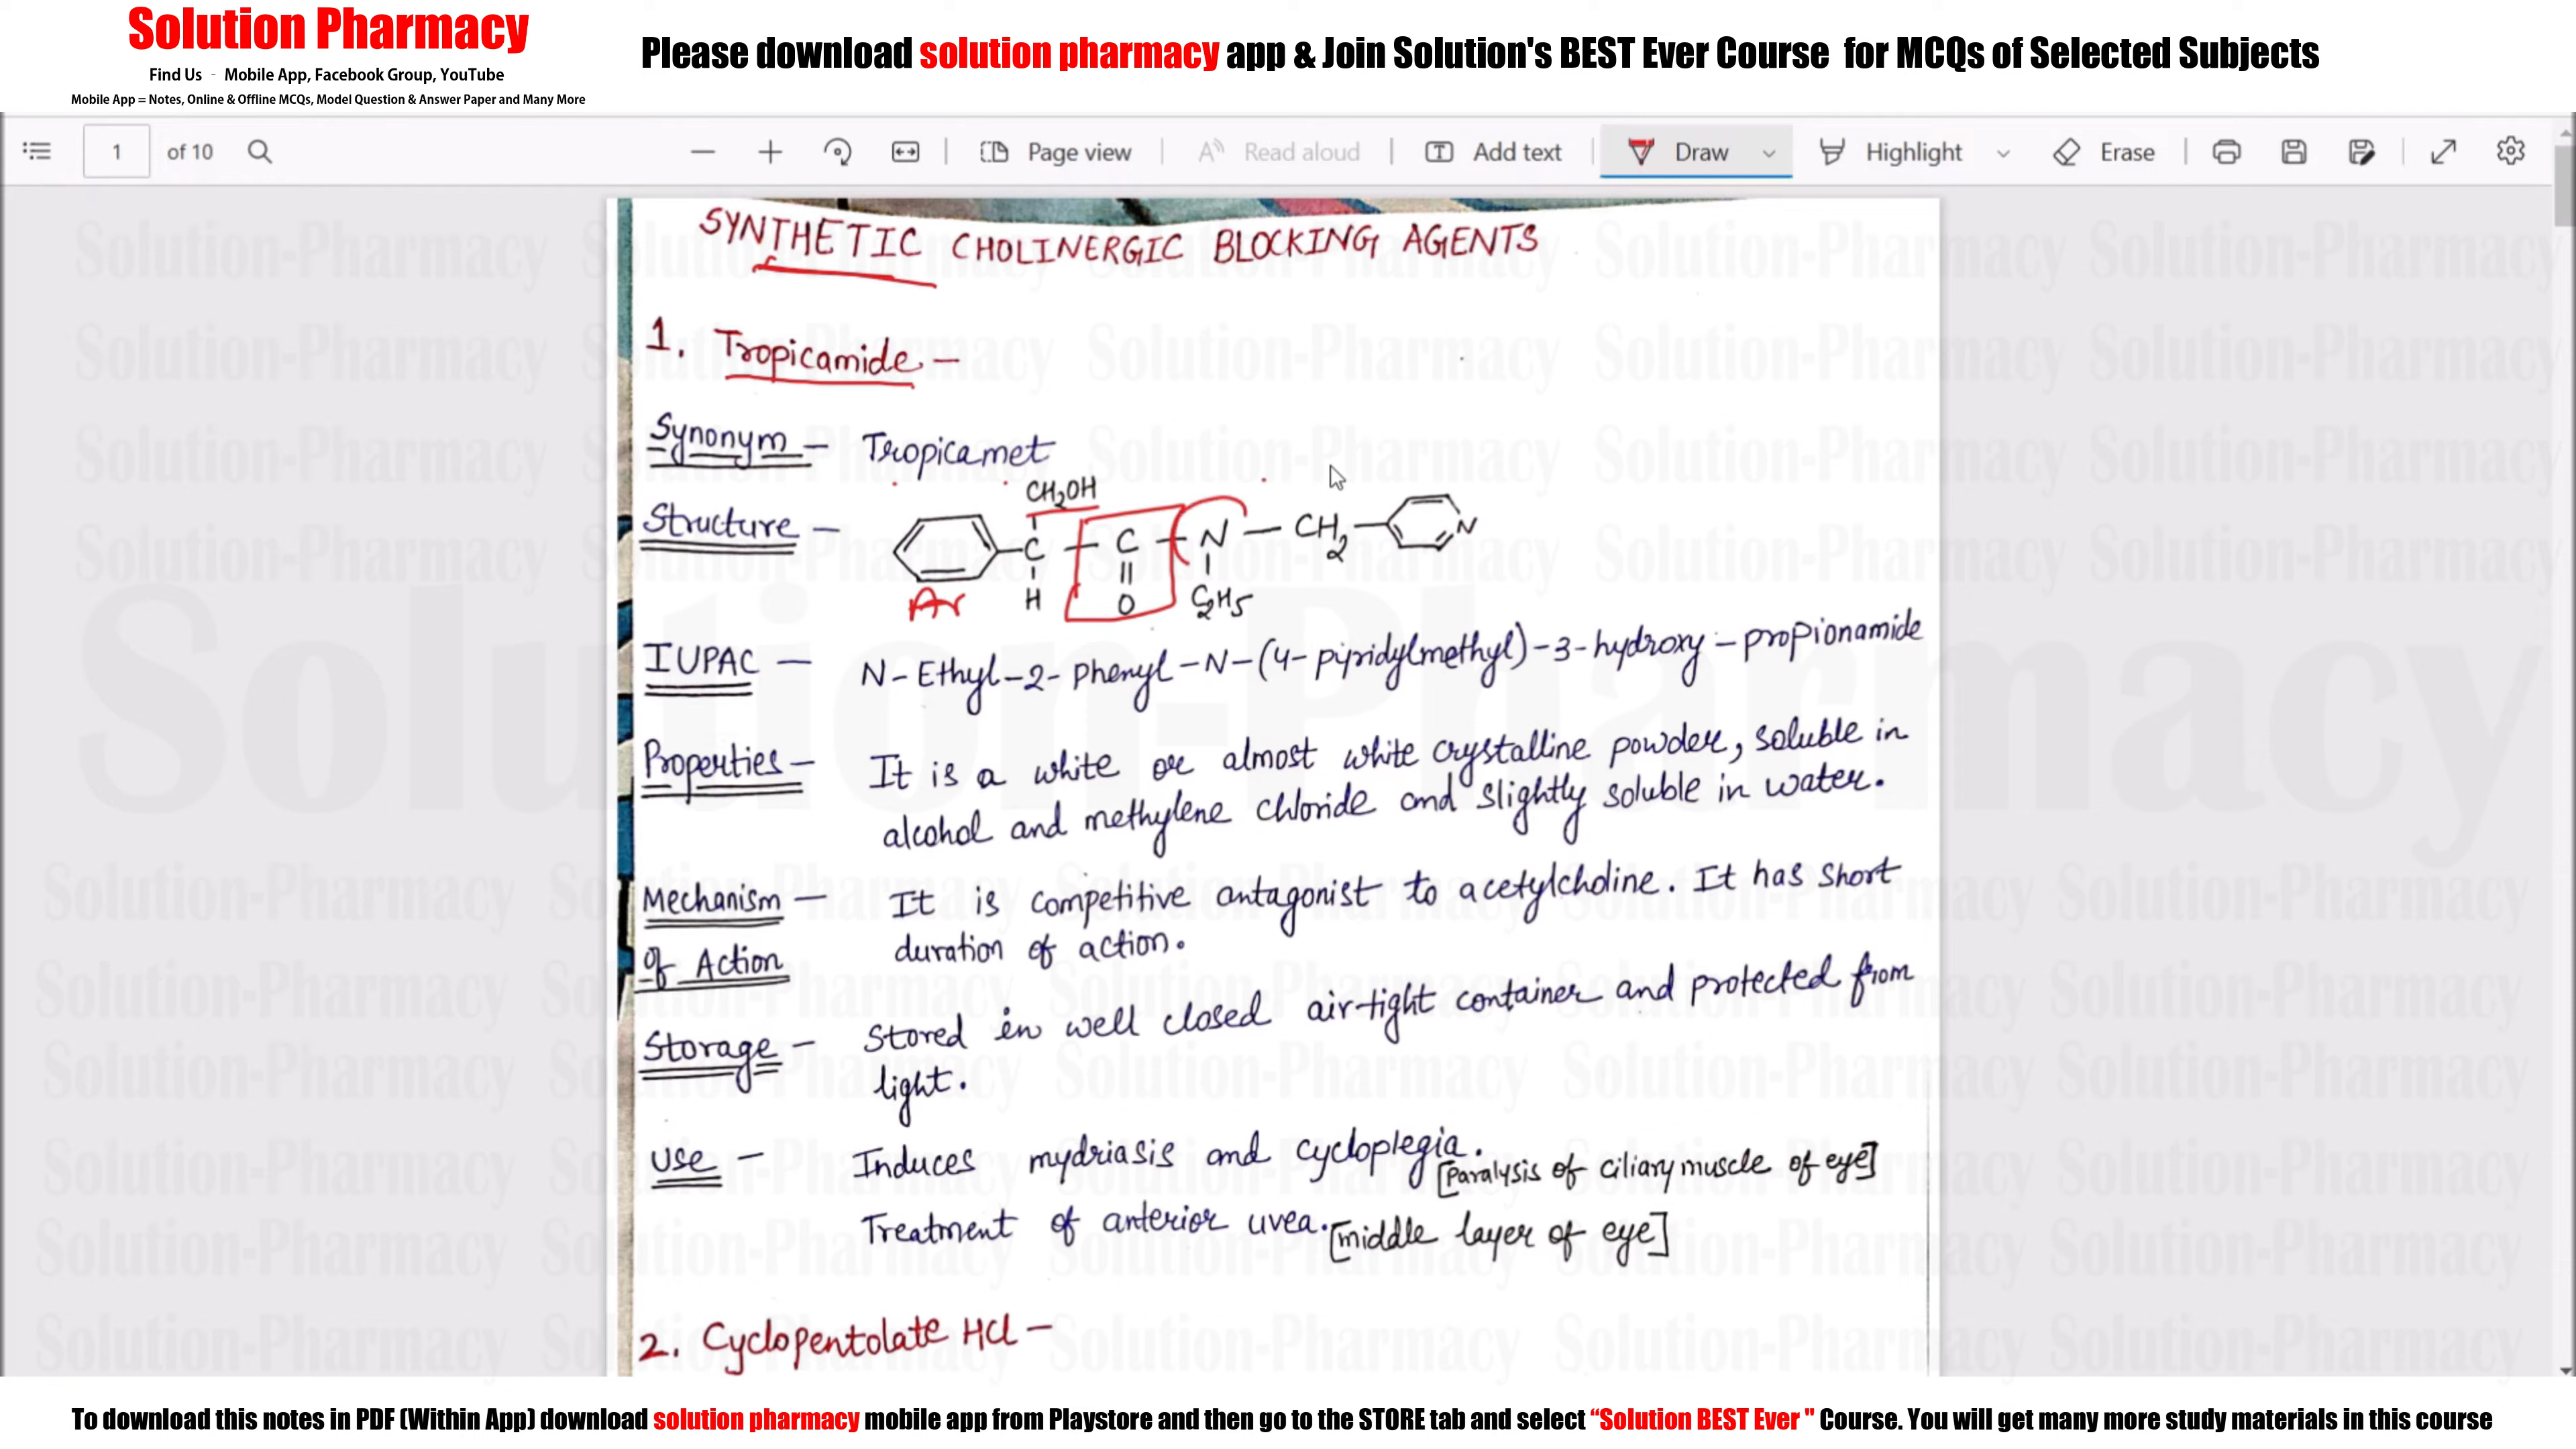 Solution Pharmacy
Find Us - Mobile App, Facebook Group, YouTube
Mobile App = Notes, Online & Offline MCQs, Model Question & Answer Paper and Many More
Please download solution pharmacy app & Join Solution's BEST Ever Course for MCQs of Selected Subjects
1 of 10
Page view
Read aloud
Add text
Draw
Highlight
Erase
SYNTHETIC CHOLINERGIC BLOCKING AGENTS
1. Tropicamide -
Synonym - Tropicamet
Structure -
CH2OH
C - C - N - CH2 - N
H O C2H5
Ar
IUPAC - N-Ethyl-2-Phenyl-N-(4-pipridylmethyl)-3-hydroxy-propionamide
Properties - It is a white or almost white crystalline powder, soluble in
alcohol and methylene chloride and slightly soluble in water.
Mechanism - It is competitive antagonist to acetylcholine. It has short
of Action duration of action.
Storage - Stored in well closed air-tight container and protected from
light.
Use - Induces mydriasis and cycloplegia. [Paralysis of ciliary muscle of eye]
Treatment of anterior uvea. [middle layer of eye]
2. Cyclopentolate HCl -
Solution-Pharmacy
To download this notes in PDF (Within App) download solution pharmacy mobile app from Playstore and then go to the STORE tab and select “Solution BEST Ever " Course. You will get many more study materials in this course